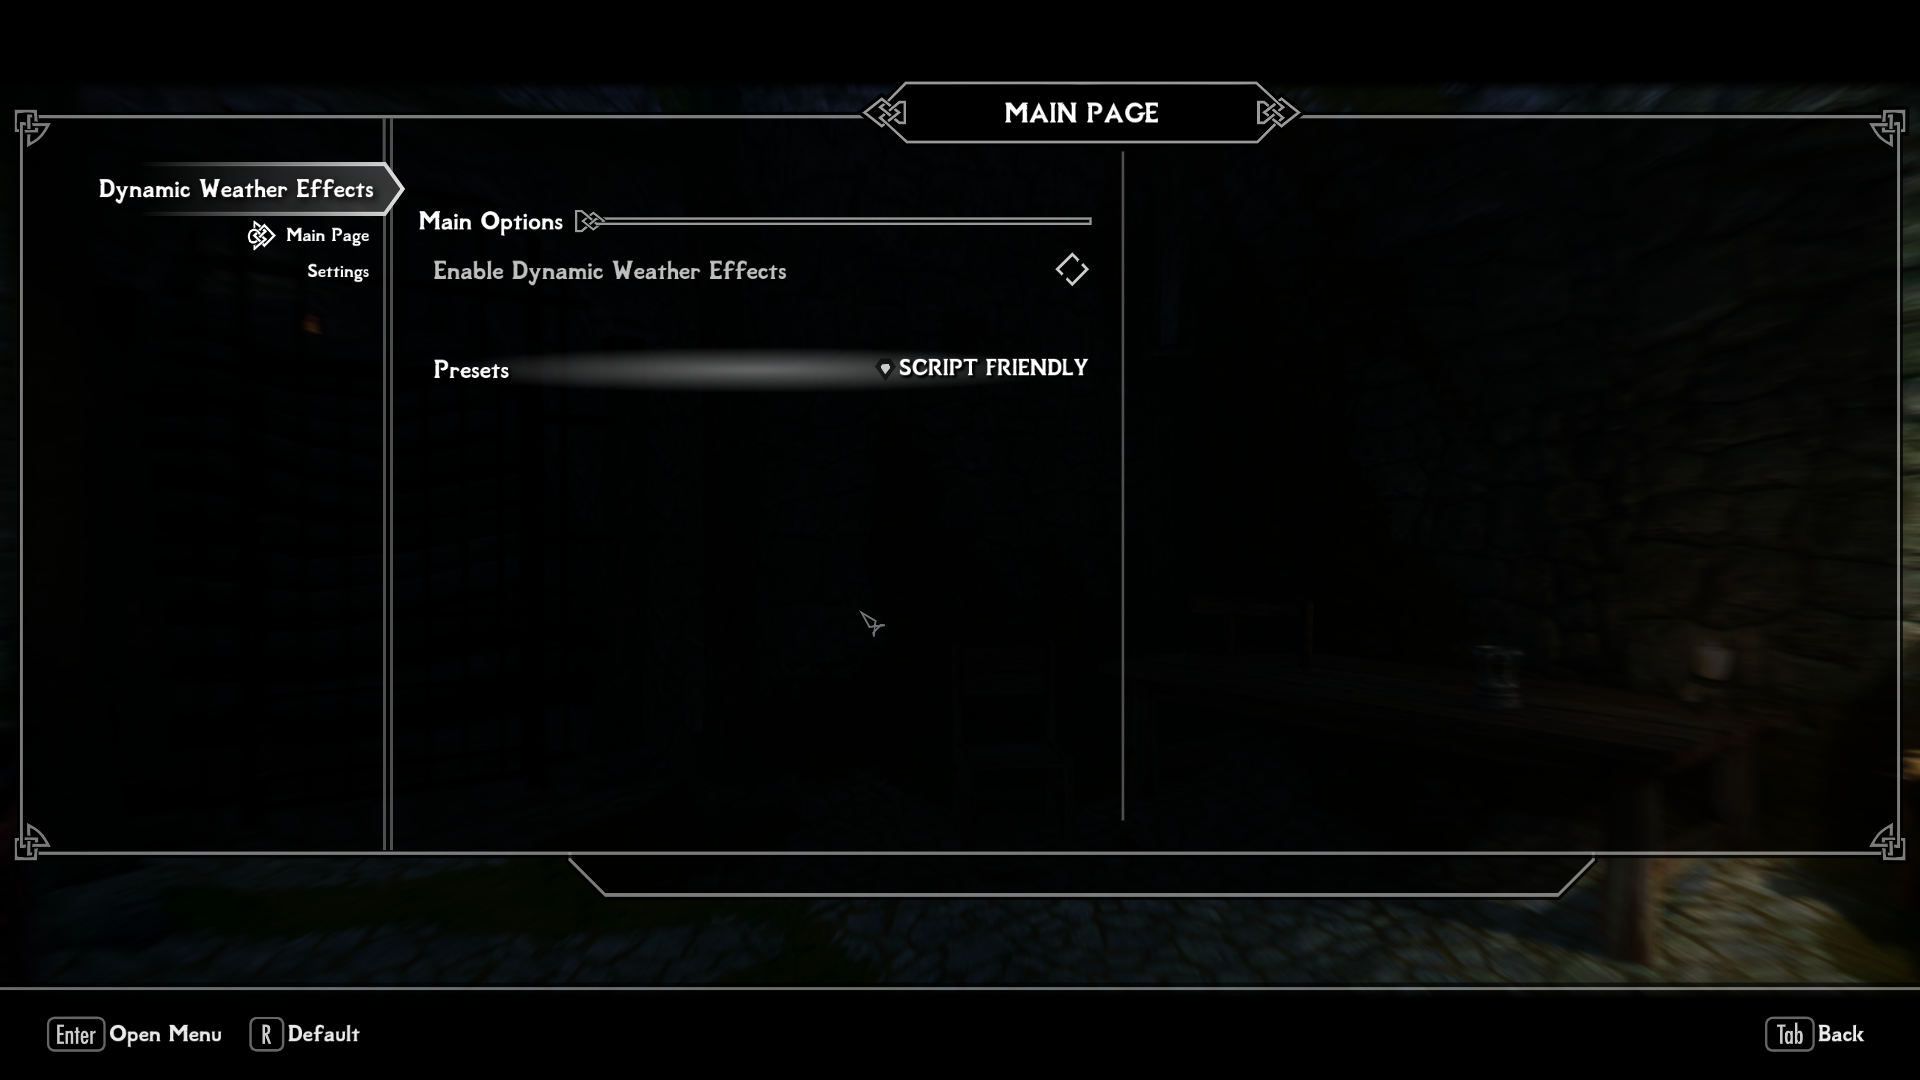 MAIN PAGE
Dynamic Weather Effects
Main Page
Settings
Main Options
Enable Dynamic Weather Effects
Presets SCRIPT FRIENDLY
Enter Open Menu R Default Tab Back